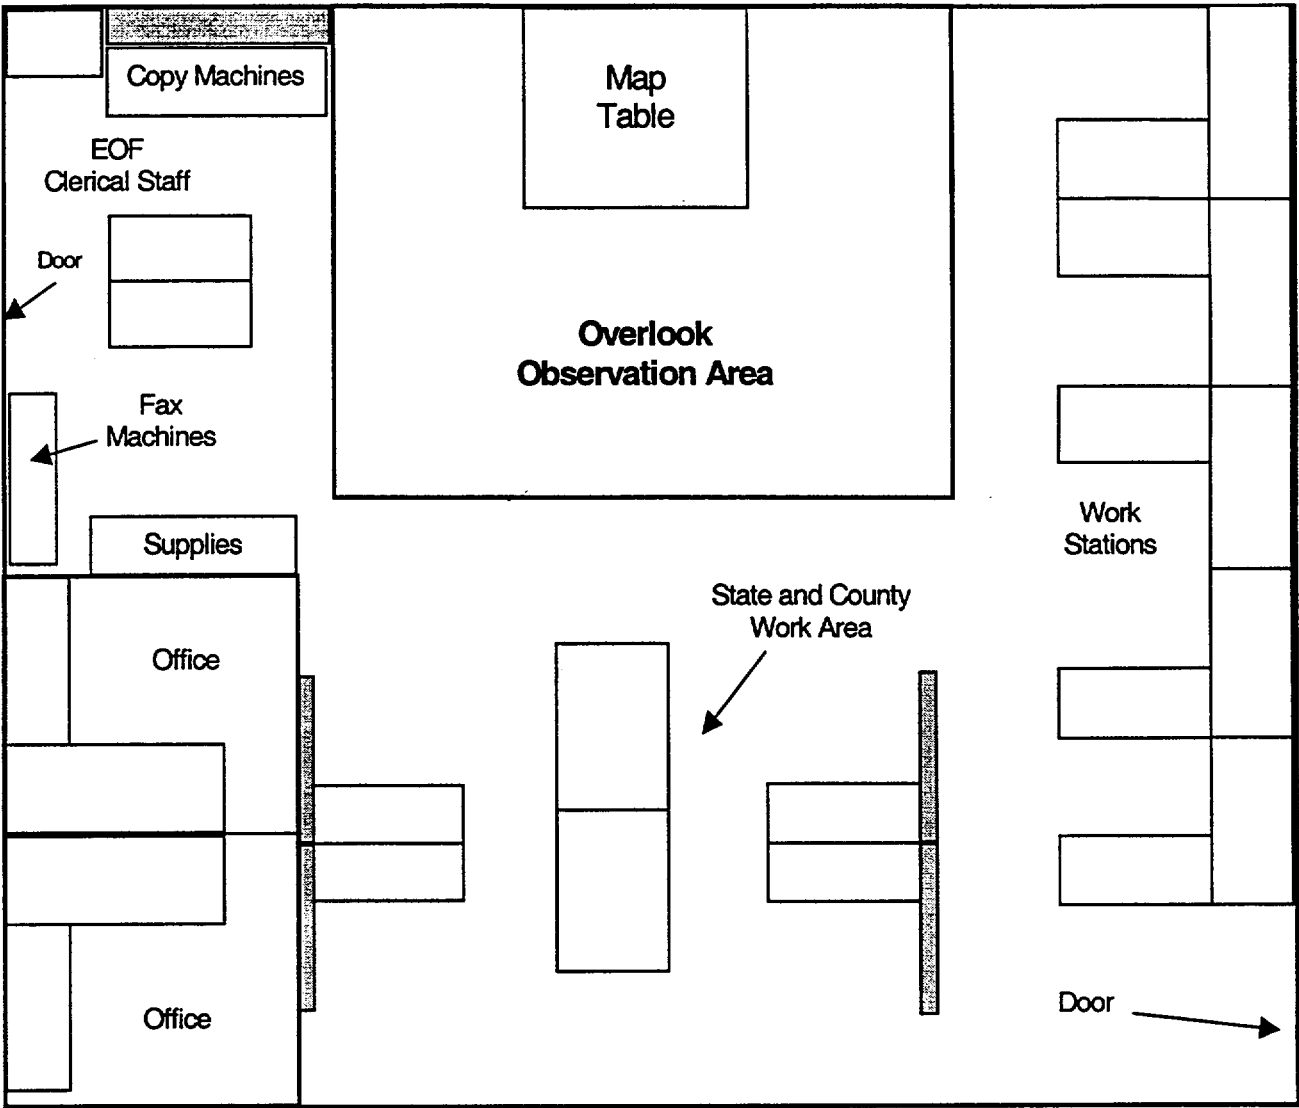 Copy Machines
Map
Table
EOF
Clerical Staff
Door
Overlook
Observation Area
Fax
Machines
Supplies
Work
Stations
State and County
Work Area
Office
Office
Door